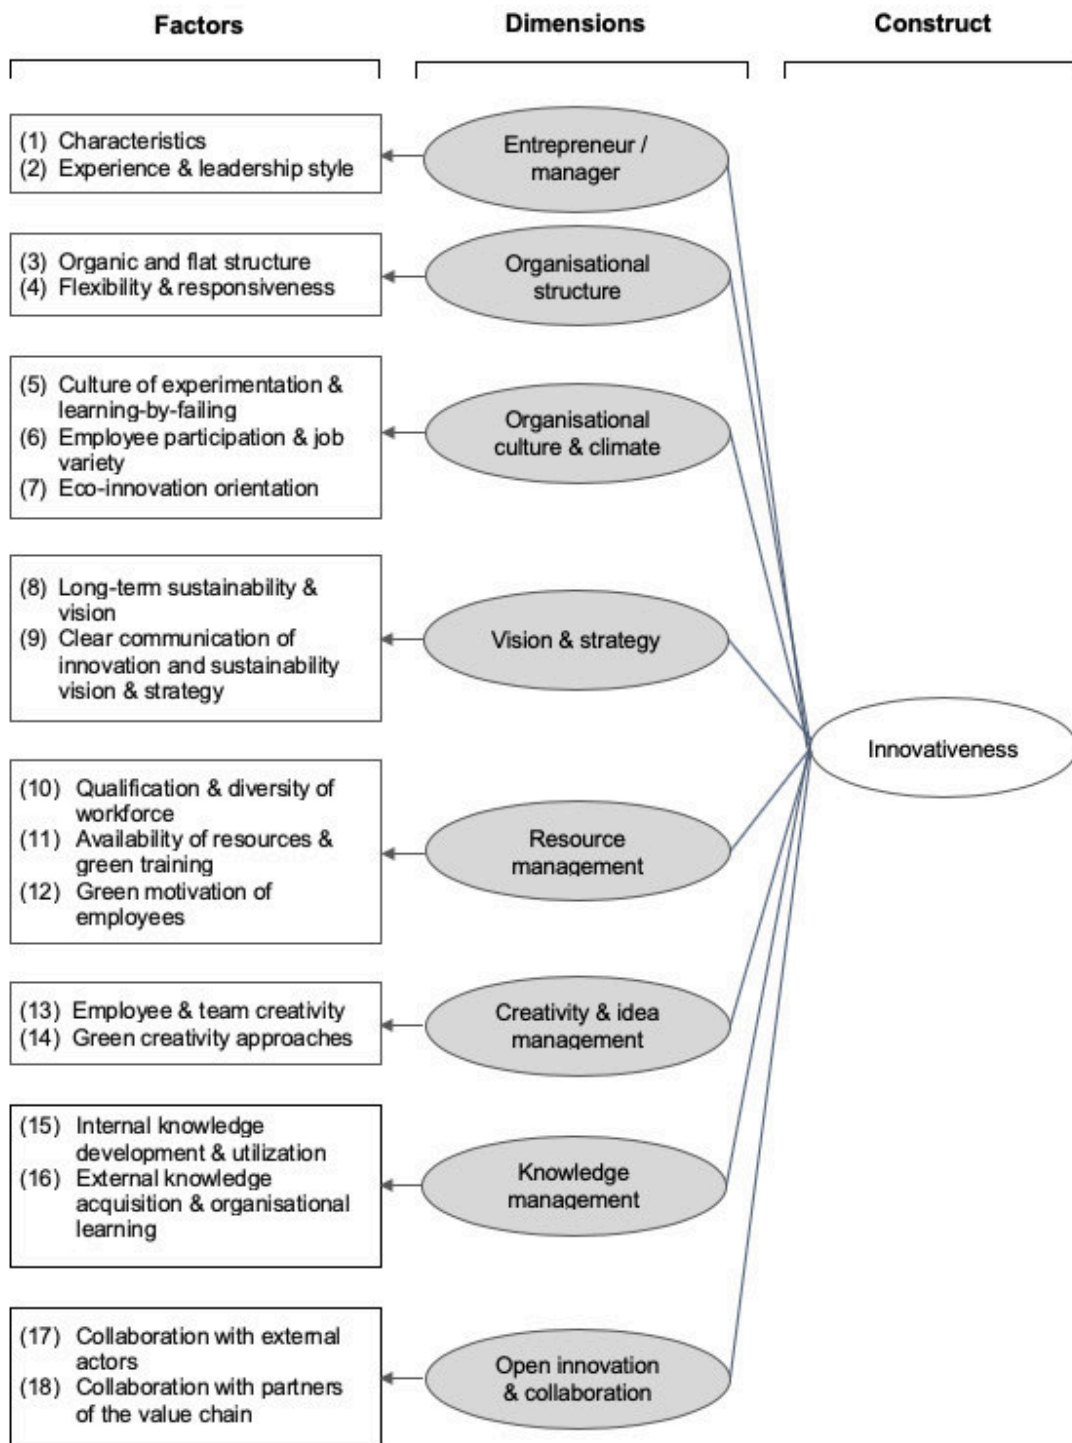 Factors Dimensions Construct
(1) Characteristics
(2) Experience & leadership style
Entrepreneur /
manager
(3) Organic and flat structure
(4) Flexibility & responsiveness
Organisational
structure
(5) Culture of experimentation &
learning-by-failing
(6) Employee participation & job
variety
(7) Eco-innovation orientation
Organisational
culture & climate
(8) Long-term sustainability &
vision
(9) Clear communication of
innovation and sustainability
vision & strategy
Vision & strategy
Innovativeness
(10) Qualification & diversity of
workforce
(11) Availability of resources &
green training
(12) Green motivation of
employees
Resource
management
(13) Employee & team creativity
(14) Green creativity approaches
Creativity & idea
management
(15) Internal knowledge
development & utilization
(16) External knowledge
acquisition & organisational
learning
Knowledge
management
(17) Collaboration with external
actors
(18) Collaboration with partners
of the value chain
Open innovation
& collaboration